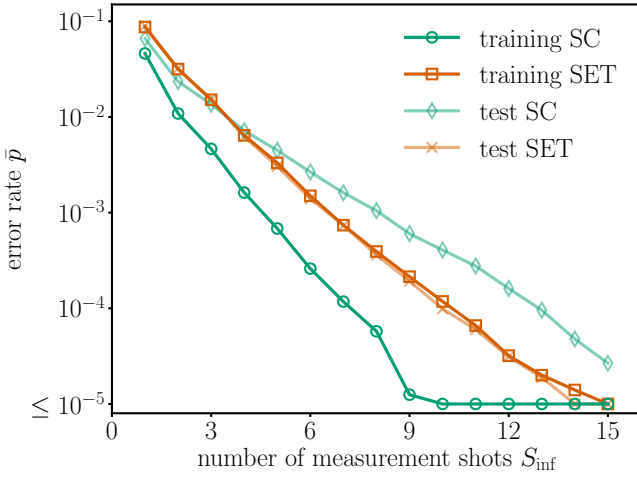 10⁻¹
10⁻²
10⁻³
10⁻⁴
≤ 10⁻⁵
error rate p̄
training SC
training SET
test SC
test SET
0 3 6 9 12 15
number of measurement shots S_inf